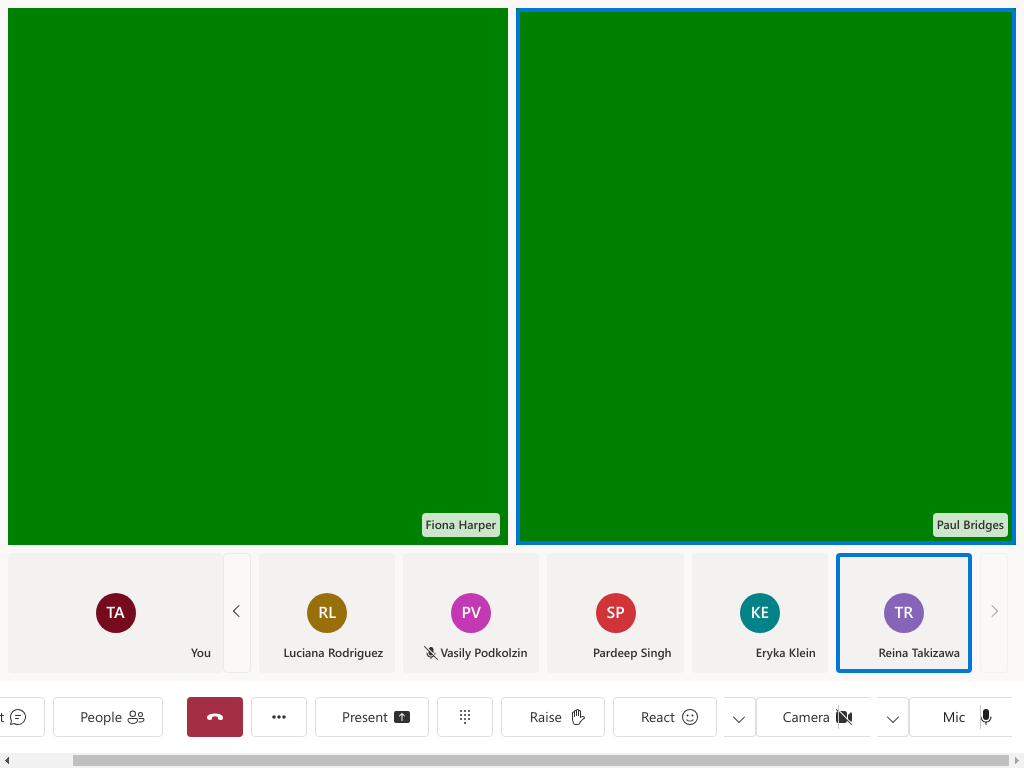 Fiona Harper
Paul Bridges
TA
You
RL
Luciana Rodriguez
PV
Vasily Podkolzin
SP
Pardeep Singh
KE
Eryka Klein
TR
Reina Takizawa
t
People
Present
Raise
React
Camera
Mic